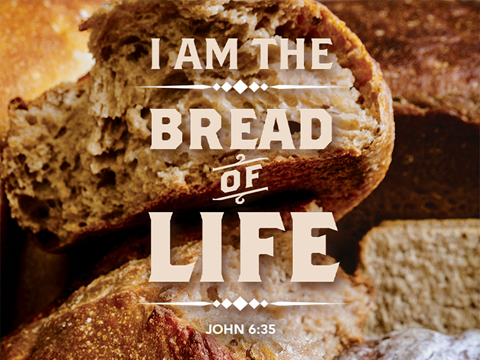 I AM THE
BREAD
OF
LIFE
JOHN 6:35